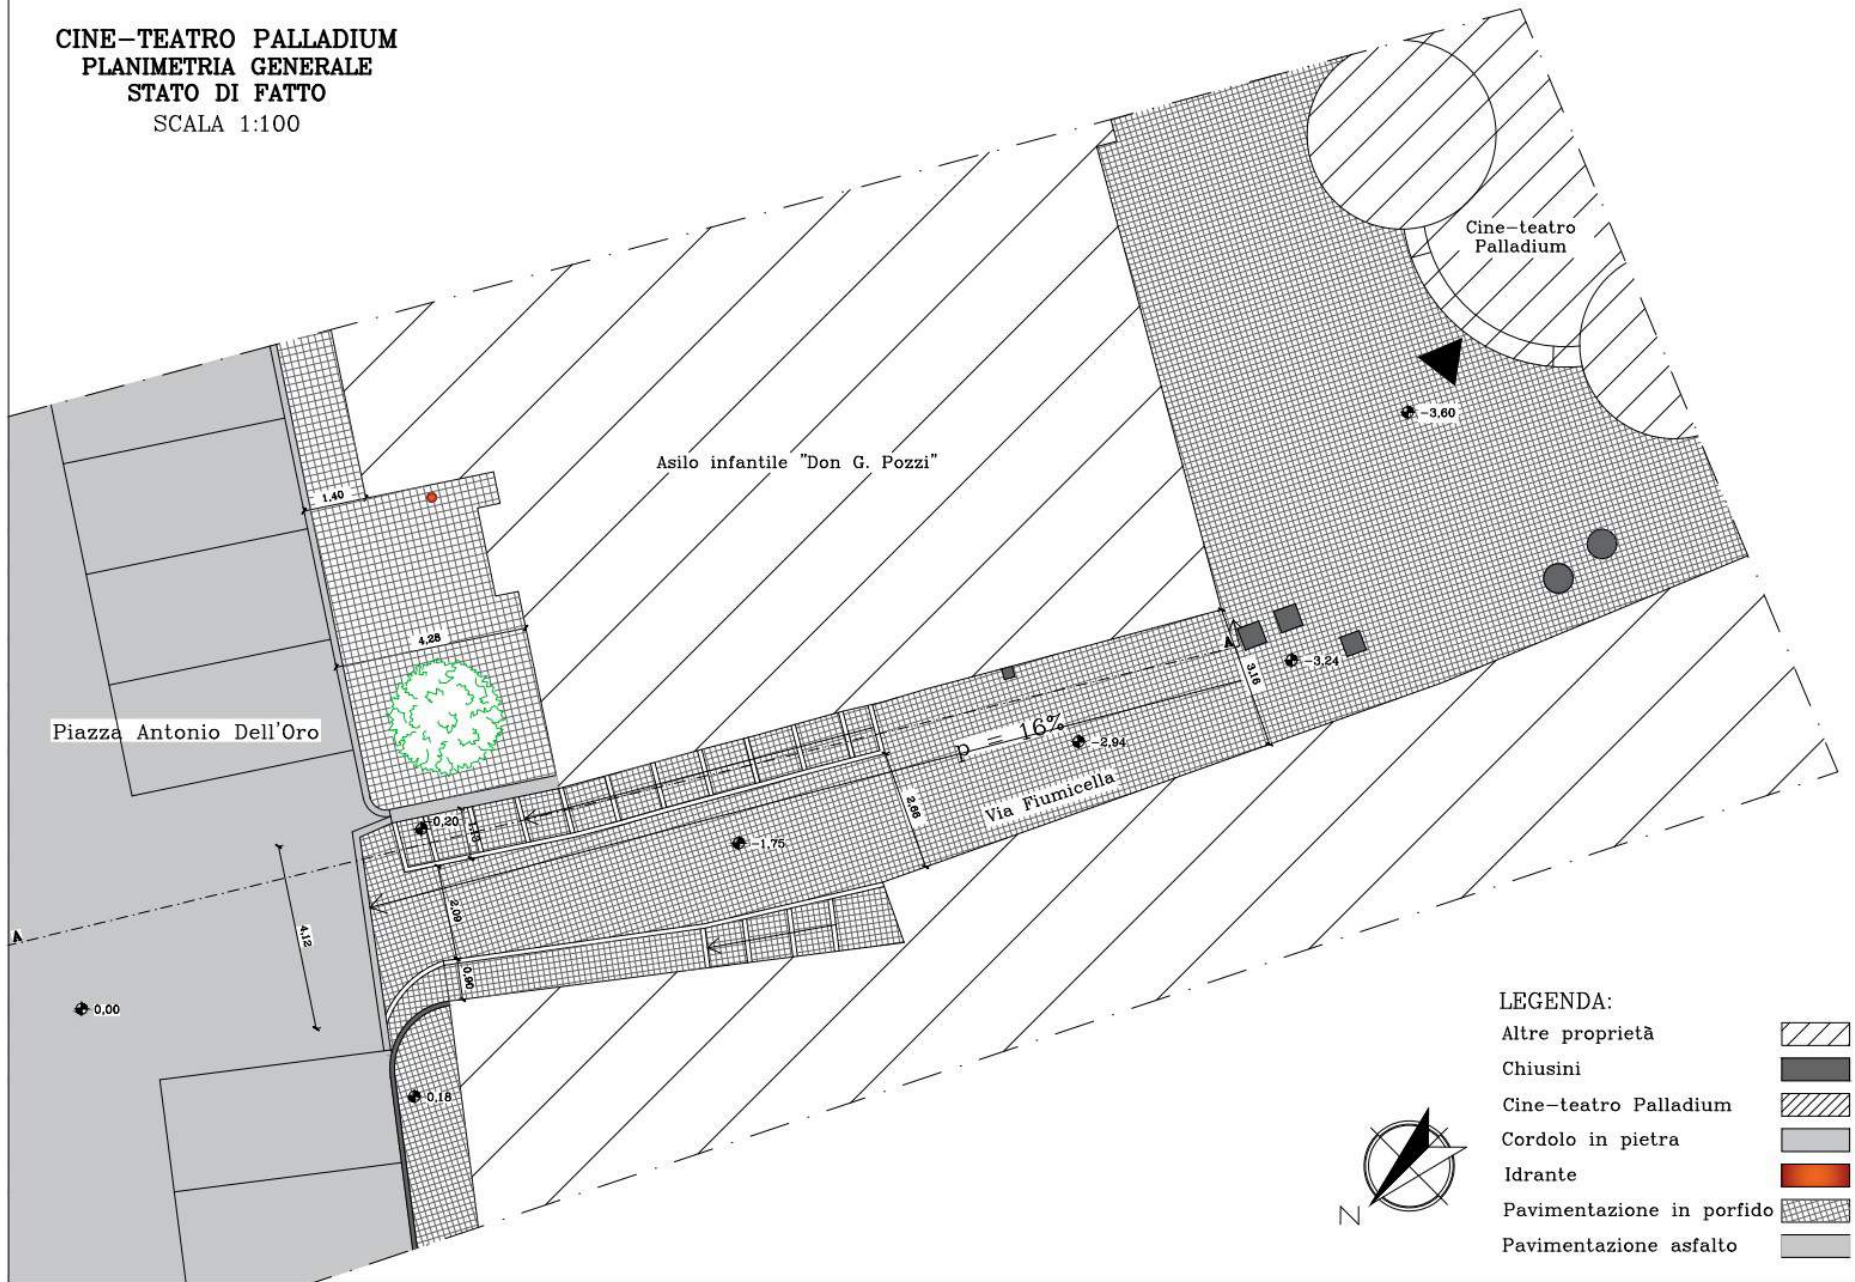 CINE-TEATRO PALLADIUM
PLANIMETRIA GENERALE
STATO DI FATTO
SCALA 1:100
Cine-teatro
Palladium
-3,60
Asilo infantile "Don G. Pozzi"
1,40
4,28
Piazza Antonio Dell'Oro
A
-3,24
3,16
p = 16%
-2,94
Via Fiumicella
2,66
-0,20
-1,75
2,09
A
4,12
0,90
0,00
0,18
N
LEGENDA:
Altre proprietà
Chiusini
Cine-teatro Palladium
Cordolo in pietra
Idrante
Pavimentazione in porfido
Pavimentazione asfalto